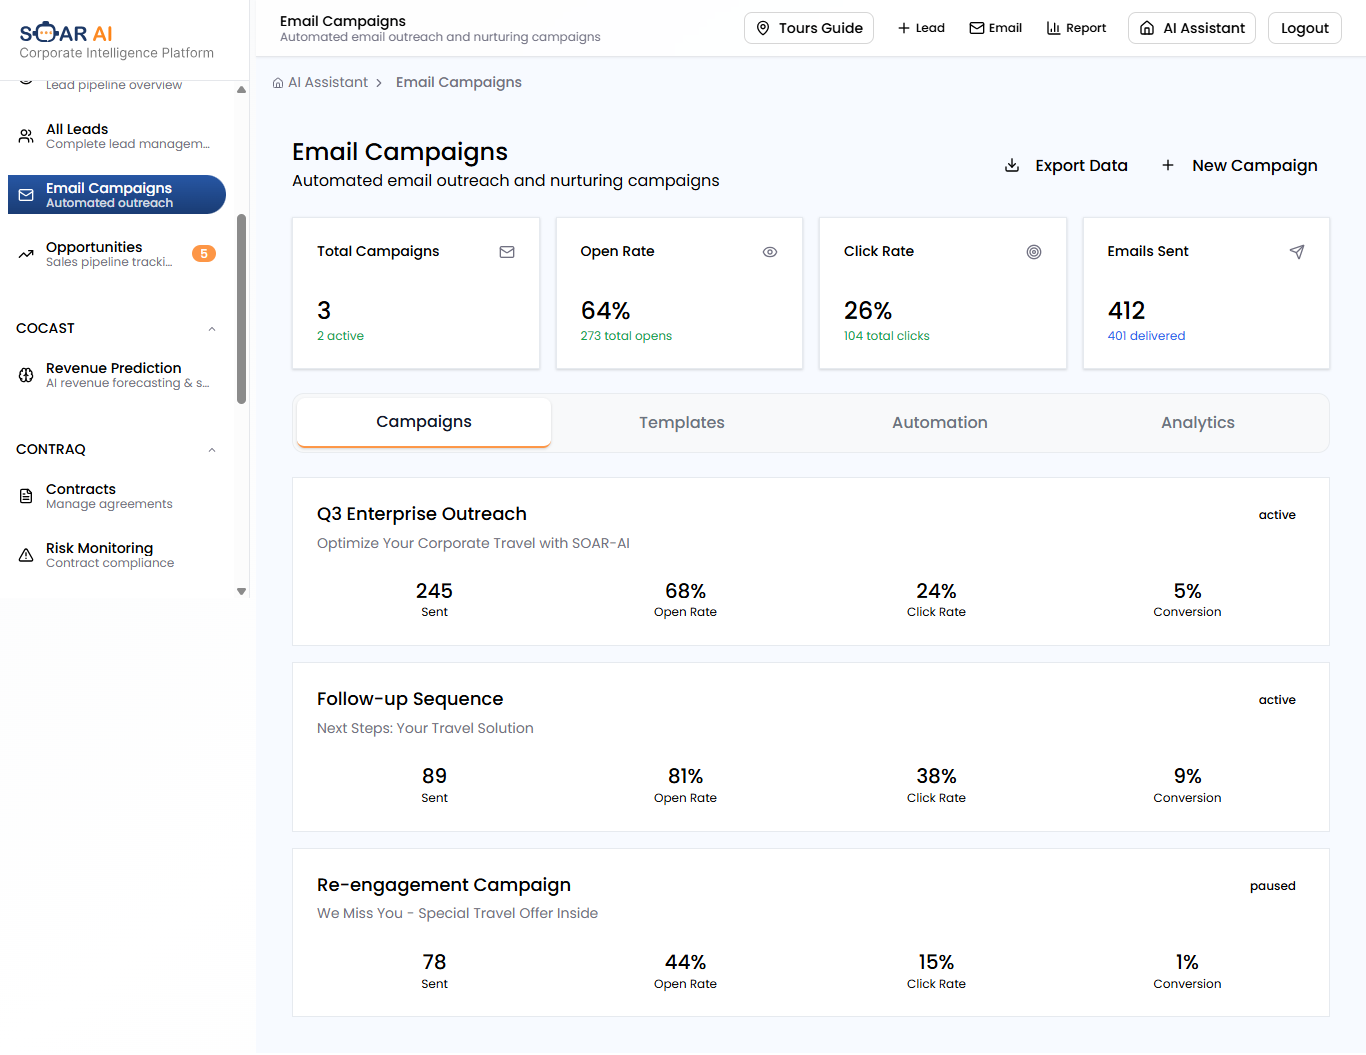 SOAR AI
Corporate Intelligence Platform
Lead pipeline overview
All Leads
Complete lead managem...
Email Campaigns
Automated outreach
Opportunities
Sales pipeline tracki...
5
COCAST
Revenue Prediction
AI revenue forecasting & s...
CONTRAQ
Contracts
Manage agreements
Risk Monitoring
Contract compliance
Email Campaigns
Automated email outreach and nurturing campaigns
Tours Guide
Lead
Email
Report
AI Assistant
Logout
AI Assistant > Email Campaigns
Email Campaigns
Automated email outreach and nurturing campaigns
Export Data
New Campaign
Total Campaigns
3
2 active
Open Rate
64%
273 total opens
Click Rate
26%
104 total clicks
Emails Sent
412
401 delivered
Campaigns
Templates
Automation
Analytics
Q3 Enterprise Outreach
active
Optimize Your Corporate Travel with SOAR-AI
245 68% 24% 5%
Sent Open Rate Click Rate Conversion
Follow-up Sequence
active
Next Steps: Your Travel Solution
89 81% 38% 9%
Sent Open Rate Click Rate Conversion
Re-engagement Campaign
paused
We Miss You - Special Travel Offer Inside
78 44% 15% 1%
Sent Open Rate Click Rate Conversion